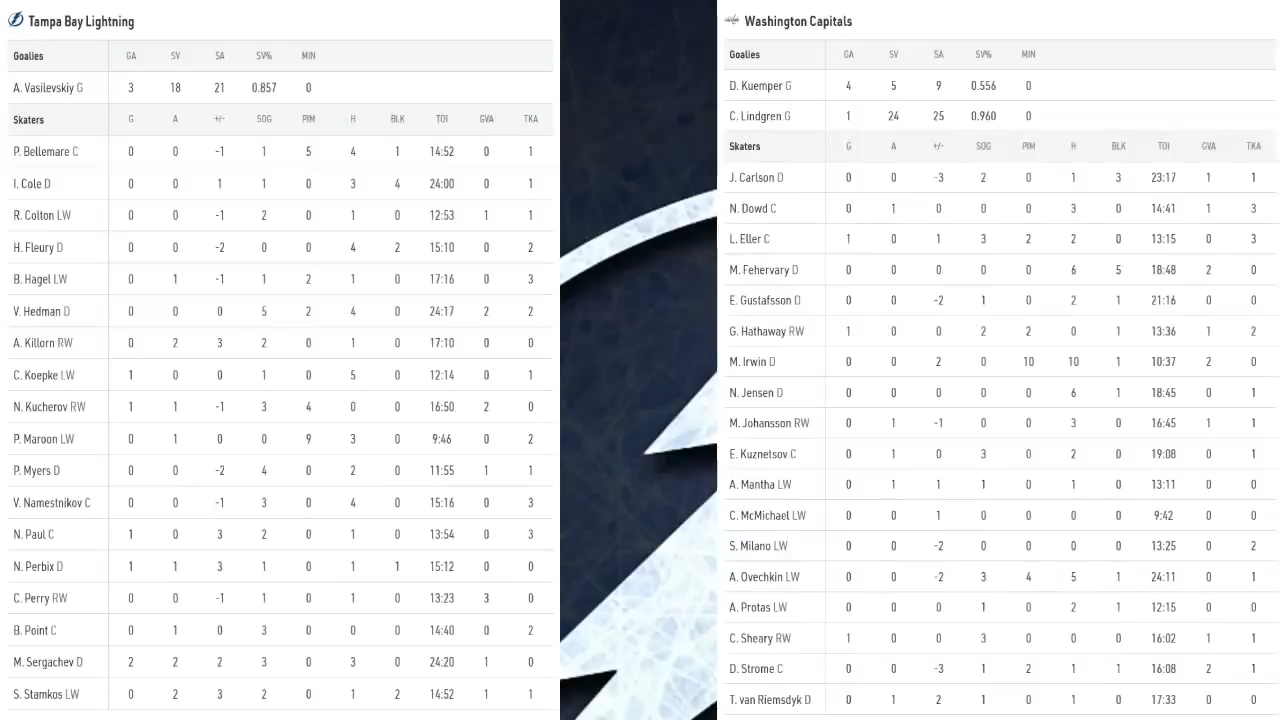 Tampa Bay Lightning
Goalies GA SV SA SV% MIN
A. Vasilevskiy G 3 18 21 0.857 0
Skaters G A +/- SOG PIM H BLK TOI GVA TKA
P. Bellemare C 0 0 -1 1 5 4 1 14:52 0 1
I. Cole D 0 0 1 1 0 3 4 24:00 0 1
R. Colton LW 0 0 -1 2 0 1 0 12:53 1 1
H. Fleury D 0 0 -2 0 0 4 2 15:10 0 2
B. Hagel LW 0 1 -1 1 2 1 0 17:16 0 3
V. Hedman D 0 0 0 5 2 4 0 24:17 2 2
A. Killorn RW 0 2 3 2 0 1 0 17:10 0 0
C. Koepke LW 1 0 0 1 0 5 0 12:14 0 1
N. Kucherov RW 1 1 -1 3 4 0 0 16:50 2 0
P. Maroon LW 0 1 0 0 9 3 0 9:46 0 2
P. Myers D 0 0 -2 4 0 2 0 11:55 1 1
V. Namestnikov C 0 0 -1 3 0 4 0 15:16 0 3
N. Paul C 1 0 3 2 0 1 0 13:54 0 3
N. Perbix D 1 1 3 1 0 1 1 15:12 0 0
C. Perry RW 0 0 -1 1 0 1 0 13:23 3 0
B. Point C 0 1 0 3 0 0 0 14:40 0 2
M. Sergachev D 2 2 2 3 0 3 0 24:20 1 0
S. Stamkos LW 0 2 3 2 0 1 2 14:52 1 1
Washington Capitals
Goalies GA SV SA SV% MIN
D. Kuemper G 4 5 9 0.556 0
C. Lindgren G 1 24 25 0.960 0
Skaters G A +/- SOG PIM H BLK TOI GVA TKA
J. Carlson D 0 0 -3 2 0 1 3 23:17 1 1
N. Dowd C 0 1 0 0 0 3 0 14:41 1 3
L. Eller C 1 0 1 3 2 2 0 13:15 0 3
M. Fehervary D 0 0 0 0 0 6 5 18:48 2 0
E. Gustafsson D 0 0 -2 1 0 2 1 21:16 0 0
G. Hathaway RW 1 0 0 2 2 0 1 13:36 1 2
M. Irwin D 0 0 2 0 10 10 1 10:37 2 0
N. Jensen D 0 0 0 0 0 6 1 18:45 0 1
M. Johansson RW 0 1 -1 0 0 3 0 16:45 1 1
E. Kuznetsov C 0 1 0 3 0 2 0 19:08 0 1
A. Mantha LW 0 1 1 1 0 1 0 13:11 0 0
C. McMichael LW 0 0 1 0 0 0 0 9:42 0 0
S. Milano LW 0 0 -2 0 0 0 0 13:25 0 2
A. Ovechkin LW 0 0 -2 3 4 5 1 24:11 0 1
A. Protas LW 0 0 0 1 0 2 1 12:15 0 0
C. Sheary RW 1 0 0 3 0 0 0 16:02 1 1
D. Strome C 0 0 -3 1 2 1 1 16:08 2 1
T. van Riemsdyk D 0 1 2 1 0 1 0 17:33 0 0